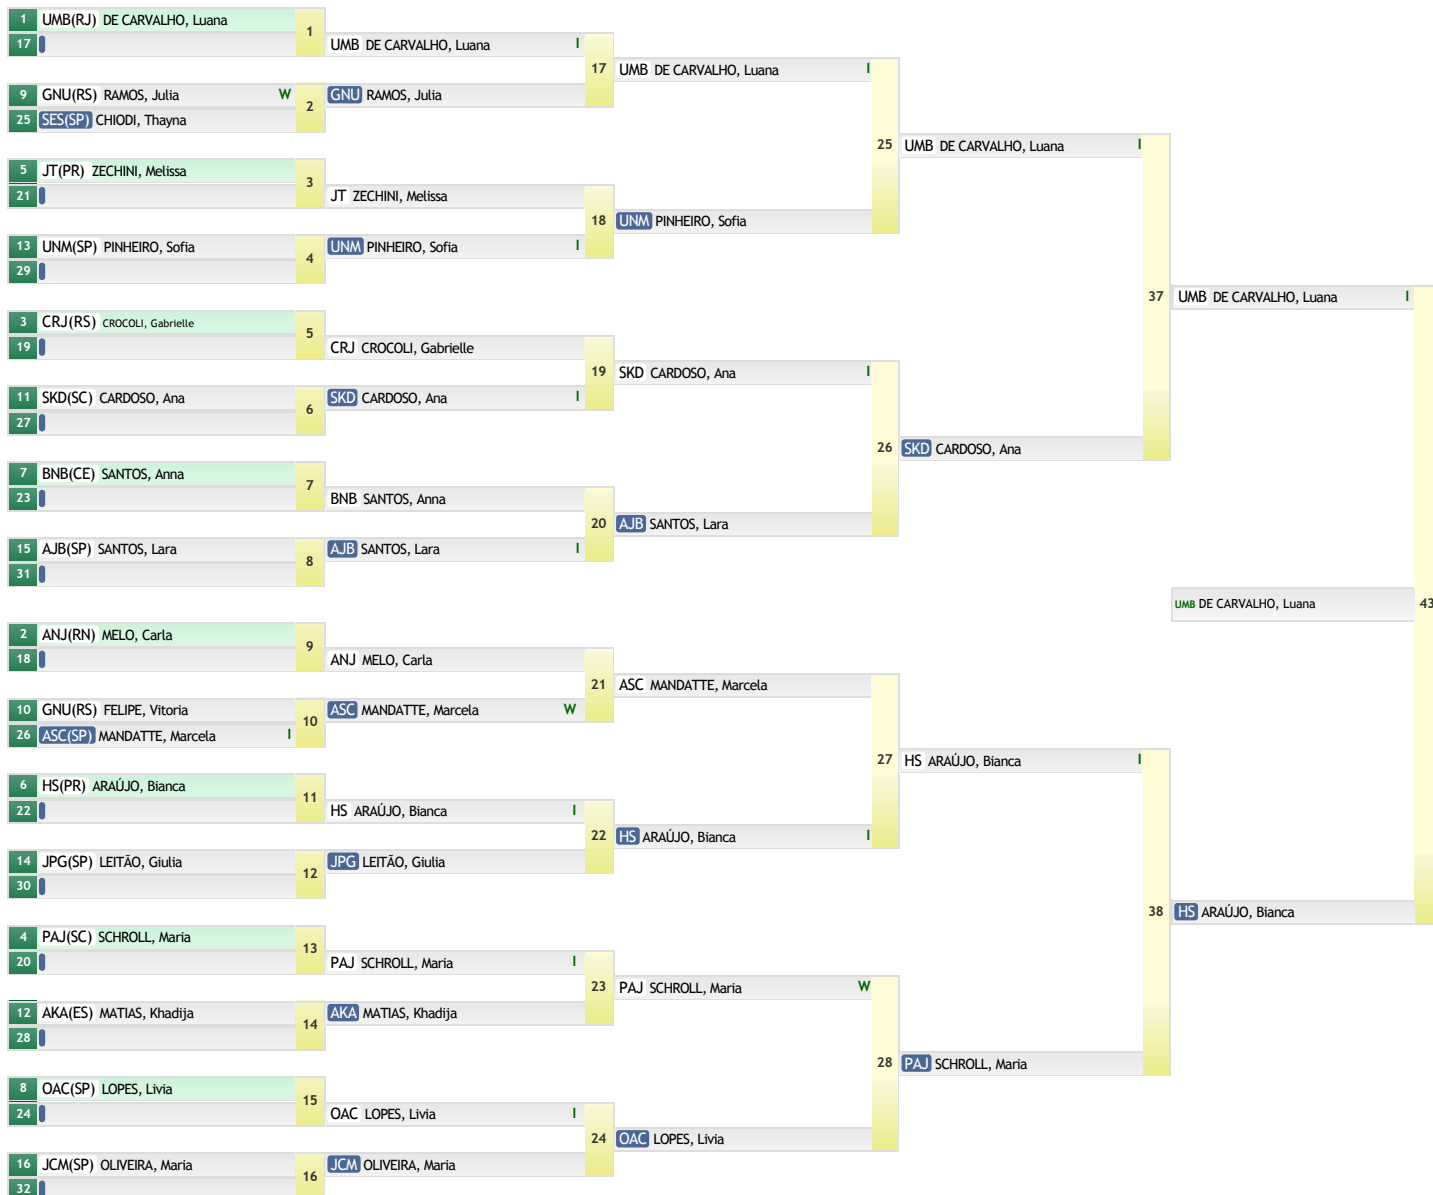 1 UMB(RJ) DE CARVALHO, Luana
17
1
UMB DE CARVALHO, Luana I
17
UMB DE CARVALHO, Luana I
9 GNU(RS) RAMOS, Julia W
25 SES(SP) CHIODI, Thayna
2
GNU RAMOS, Julia
25
UMB DE CARVALHO, Luana I
5 JT(PR) ZECHINI, Melissa
21
3
JT ZECHINI, Melissa
18
UNM PINHEIRO, Sofia
13 UNM(SP) PINHEIRO, Sofia
29
4
UNM PINHEIRO, Sofia I
37
UMB DE CARVALHO, Luana I
3 CRJ(RS) CROCOLI, Gabrielle
19
5
CRJ CROCOLI, Gabrielle
19
SKD CARDOSO, Ana I
11 SKD(SC) CARDOSO, Ana
27
6
SKD CARDOSO, Ana I
26
SKD CARDOSO, Ana
7 BNB(CE) SANTOS, Anna
23
7
BNB SANTOS, Anna
20
AJB SANTOS, Lara
15 AJB(SP) SANTOS, Lara
31
8
AJB SANTOS, Lara I
UMB DE CARVALHO, Luana
43
2 ANJ(RN) MELO, Carla
18
9
ANJ MELO, Carla
21
ASC MANDATTE, Marcela
10 GNU(RS) FELIPE, Vitoria
26 ASC(SP) MANDATTE, Marcela I
10
ASC MANDATTE, Marcela W
27
HS ARAÚJO, Bianca I
6 HS(PR) ARAÚJO, Bianca
22
11
HS ARAÚJO, Bianca I
22
HS ARAÚJO, Bianca I
14 JPG(SP) LEITÃO, Giulia
30
12
JPG LEITÃO, Giulia
38
HS ARAÚJO, Bianca
4 PAJ(SC) SCHROLL, Maria
20
13
PAJ SCHROLL, Maria I
23
PAJ SCHROLL, Maria W
12 AKA(ES) MATIAS, Khadija
28
14
AKA MATIAS, Khadija
28
PAJ SCHROLL, Maria
8 OAC(SP) LOPES, Livia
24
15
OAC LOPES, Livia I
24
OAC LOPES, Livia
16 JCM(SP) OLIVEIRA, Maria
32
16
JCM OLIVEIRA, Maria